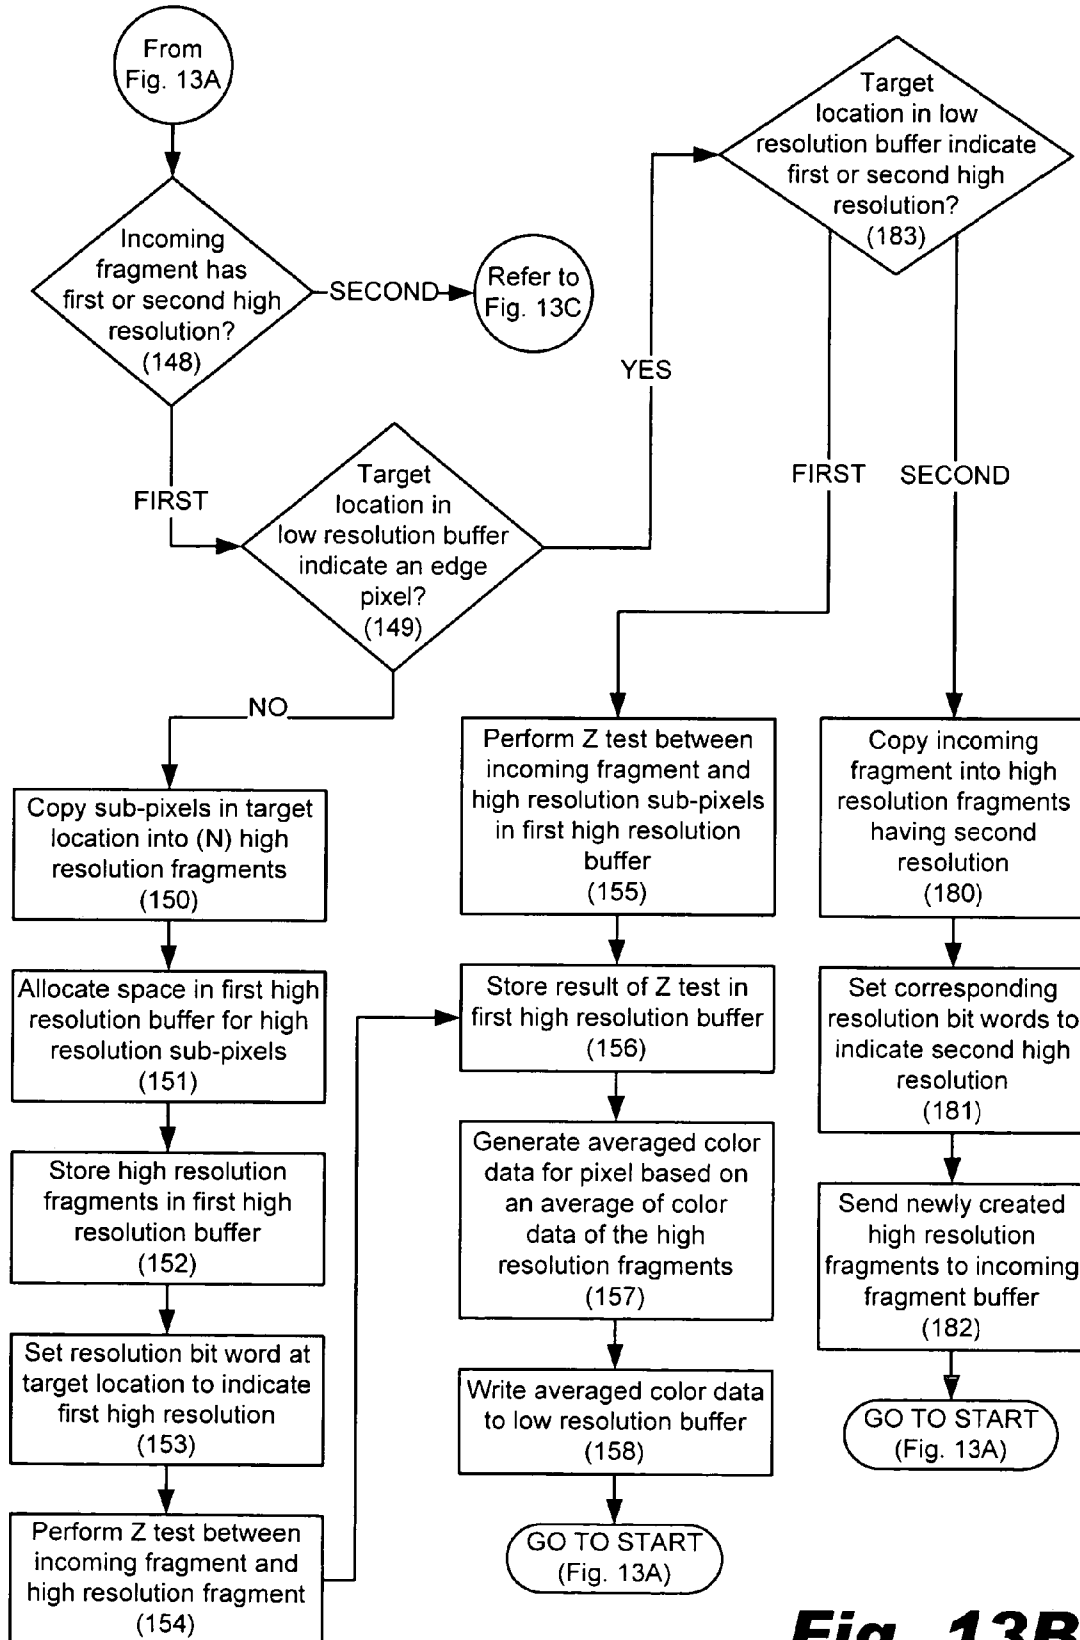 From
Fig. 13A
Incoming
fragment has
first or second high
resolution?
(148)
SECOND
Refer to
Fig. 13C
FIRST
Target
location in
low resolution buffer
indicate an edge
pixel?
(149)
YES
Target
location in low
resolution buffer indicate
first or second high
resolution?
(183)
FIRST
SECOND
NO
Copy sub-pixels in target
location into (N) high
resolution fragments
(150)
Allocate space in first high
resolution buffer for high
resolution sub-pixels
(151)
Store high resolution
fragments in first high
resolution buffer
(152)
Set resolution bit word at
target location to indicate
first high resolution
(153)
Perform Z test between
incoming fragment and
high resolution fragment
(154)
Perform Z test between
incoming fragment and
high resolution sub-pixels
in first high resolution
buffer
(155)
Store result of Z test in
first high resolution buffer
(156)
Generate averaged color
data for pixel based on
an average of color
data of the high
resolution fragments
(157)
Write averaged color data
to low resolution buffer
(158)
GO TO START
(Fig. 13A)
Copy incoming
fragment into high
resolution fragments
having second
resolution
(180)
Set corresponding
resolution bit words to
indicate second high
resolution
(181)
Send newly created
high resolution
fragments to incoming
fragment buffer
(182)
GO TO START
(Fig. 13A)
Fig. 13B